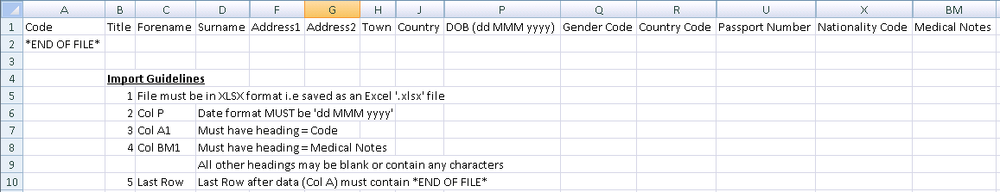 A B C D F G H J P Q R U X BM
1 Code Title Forename Surname Address1 Address2 Town Country DOB (dd MMM yyyy) Gender Code Country Code Passport Number Nationality Code Medical Notes
2 *END OF FILE*
3
4 Import Guidelines
5 1 File must be in XLSX format i.e saved as an Excel '.xlsx' file
6 2 Col P Date format MUST be 'dd MMM yyyy'
7 3 Col A1 Must have heading = Code
8 4 Col BM1 Must have heading = Medical Notes
9 All other headings may be blank or contain any characters
10 5 Last Row Last Row after data (Col A) must contain *END OF FILE*